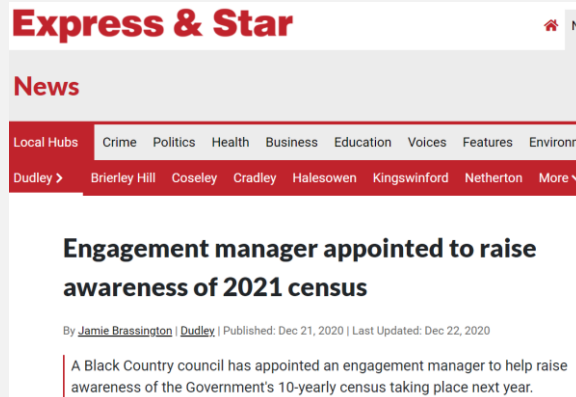 Express & Star
News
Local Hubs Crime Politics Health Business Education Voices Features
Dudley Brierley Hill Coseley Cradley Halesowen Kingswinford Netherton More
Engagement manager appointed to raise
awareness of 2021 census
By Jamie Brassington | Dudley | Published: Dec 21, 2020 | Last Updated: Dec 22, 2020
A Black Country council has appointed an engagement manager to help raise
awareness of the Government's 10-yearly census taking place next year.